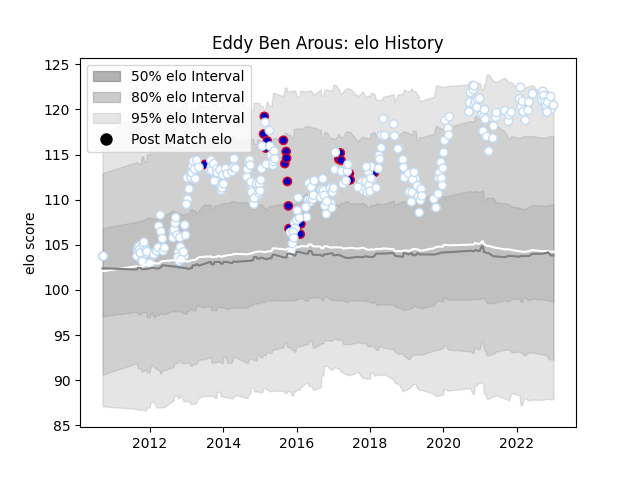 Eddy Ben Arous: elo History
125
120
115
110
105
100
95
90
85
elo score
50% elo Interval
80% elo Interval
95% elo Interval
Post Match elo
2012
2014
2016
2018
2020
2022